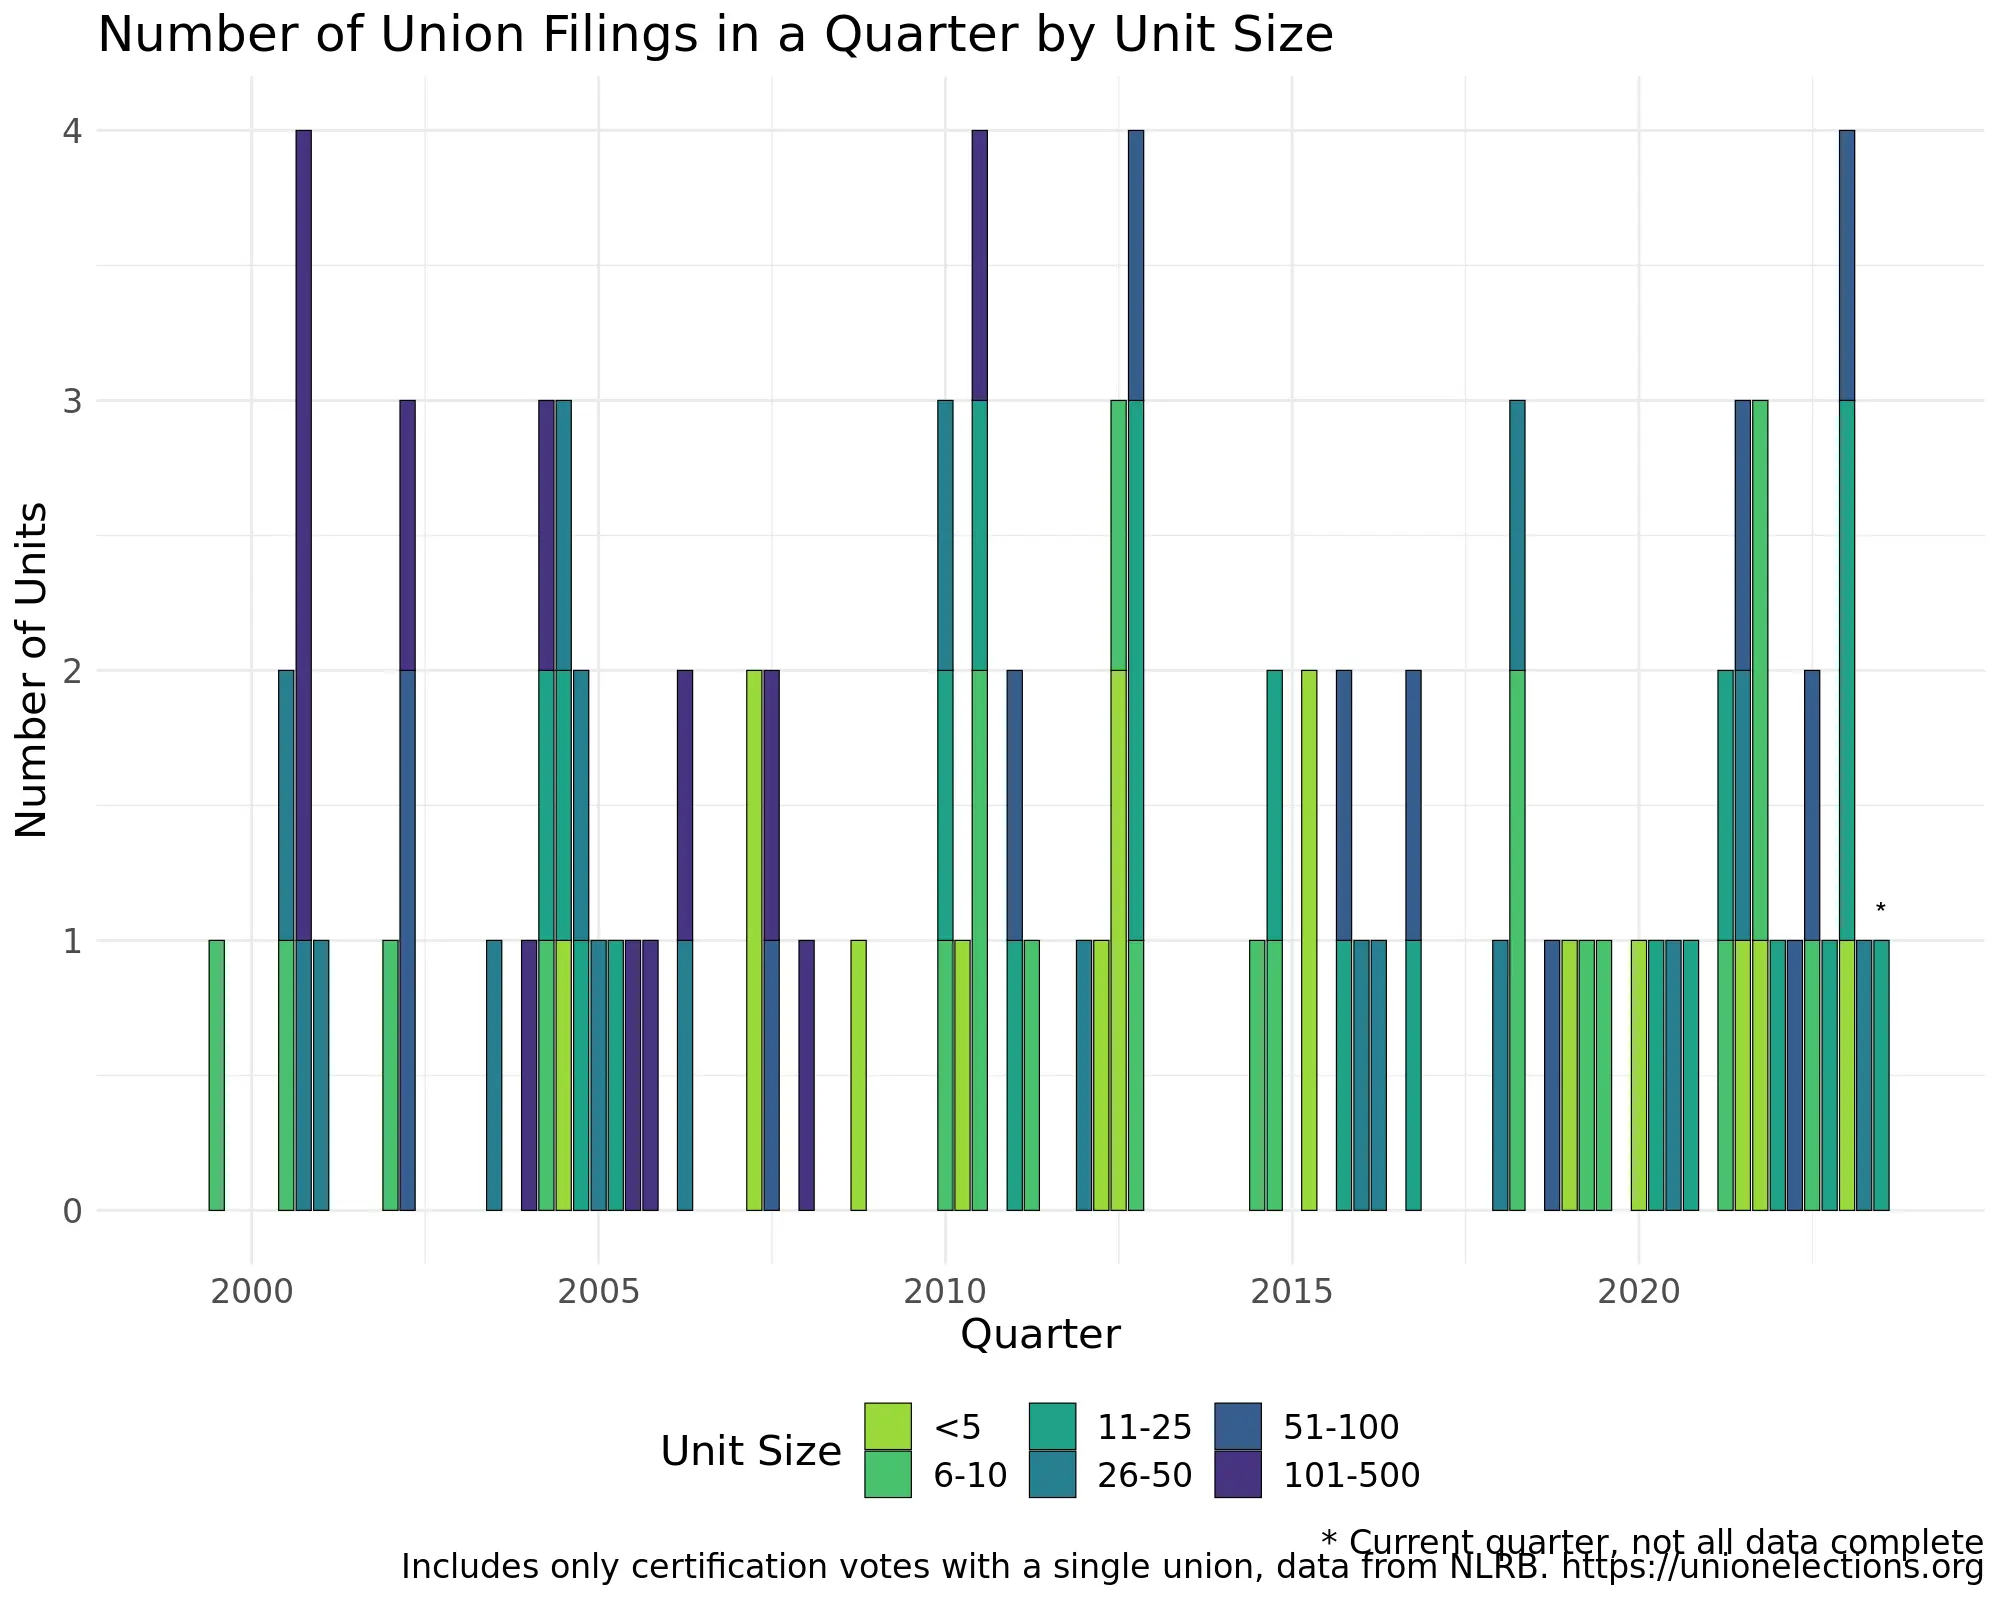 Number of Union Filings in a Quarter by Unit Size
Number of Units
4
3
2
1
0
*
2000 2005 2010 2015 2020
Quarter
Unit Size
<5 11-25 51-100
6-10 26-50 101-500
* Current quarter, not all data complete
Includes only certification votes with a single union, data from NLRB. https://unionelections.org